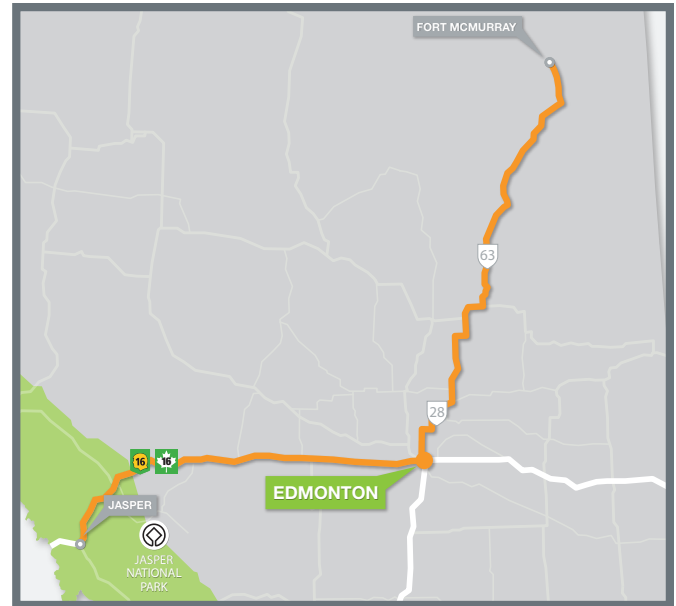 FORT MCMURRAY
63
28
16
16
EDMONTON
JASPER
JASPER
NATIONAL
PARK